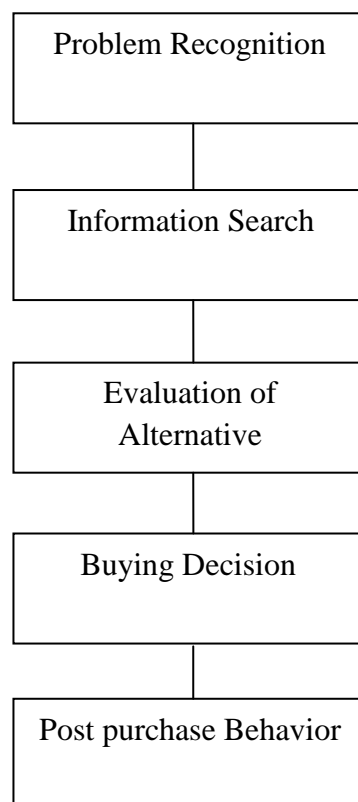 Problem Recognition
Information Search
Evaluation of
Alternative
Buying Decision
Post purchase Behavior